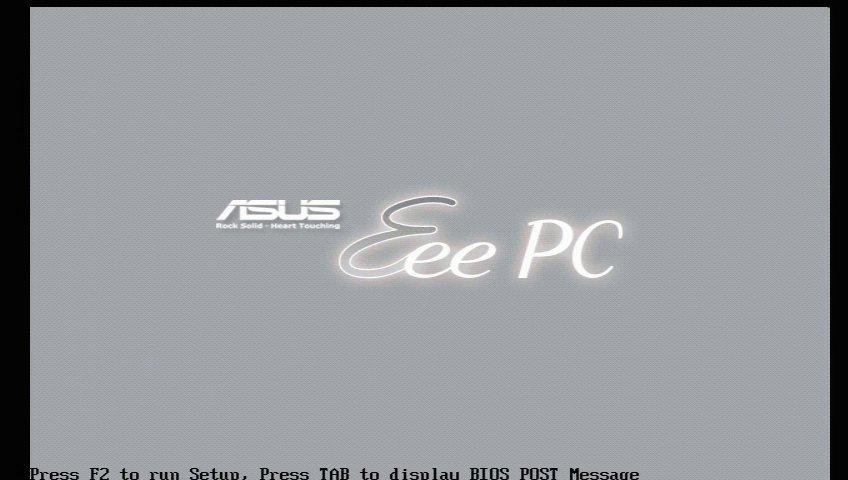 ASUS
Rock Solid · Heart Touching
Eee PC
Press F2 to run Setup, Press TAB to display BIOS POST Message